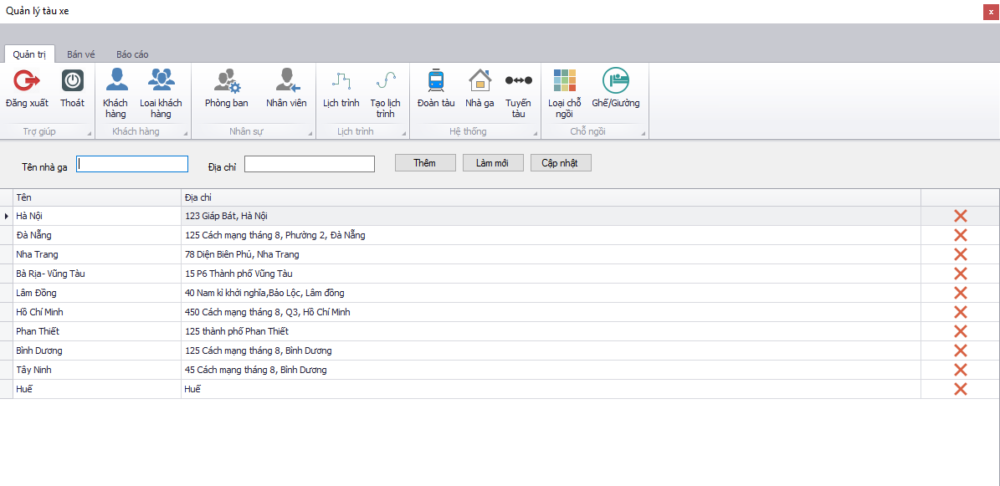 Quản lý tàu xe
x
Quản trị Bán vé Báo cáo
Đăng xuất Thoát Khách hàng Loai khách hàng Phòng ban Nhân viên Lịch trình Tạo lịch trình Đoàn tàu Nhà ga Tuyến tàu Loại chỗ ngồi Ghế/Giường
Trợ giúp Khách hàng Nhân sự Lịch trình Hệ thống Chỗ ngồi
Tên nhà ga Địa chỉ Thêm Làm mới Cập nhật
Tên Địa chỉ
Hà Nội 123 Giáp Bát, Hà Nội
Đà Nẵng 125 Cách mạng tháng 8, Phường 2, Đà Nẵng
Nha Trang 78 Diện Biên Phủ, Nha Trang
Bà Rịa- Vũng Tàu 15 P6 Thành phố Vũng Tàu
Lâm Đồng 40 Nam kì khới nghĩa,Bảo Lộc, Lâm đồng
Hồ Chí Minh 450 Cách mạng tháng 8, Q3, Hồ Chí Minh
Phan Thiết 125 thành phố Phan Thiết
Bình Dương 125 Cách mạng tháng 8, Bình Dương
Tây Ninh 45 Cách mạng tháng 8, Bình Dương
Huế Huế